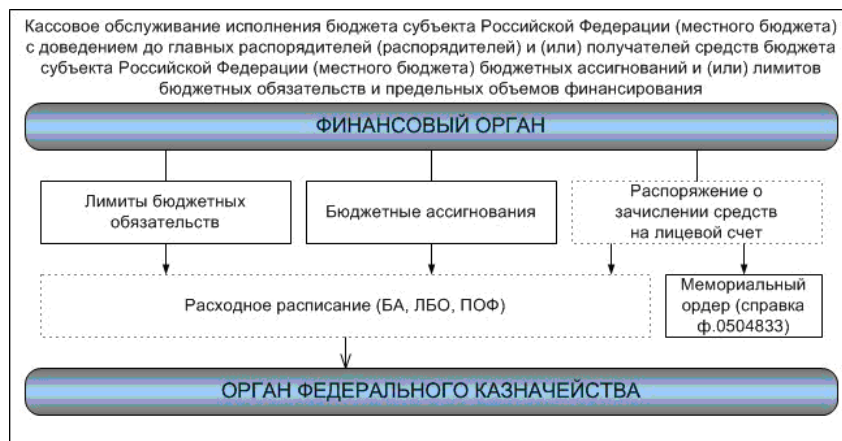 Кассовое обслуживание исполнения бюджета субъекта Российской Федерации (местного бюджета)
с доведением до главных распорядителей (распорядителей) и (или) получателей средств бюджета
субъекта Российской Федерации (местного бюджета) бюджетных ассигнований и (или) лимитов
бюджетных обязательств и предельных объемов финансирования
ФИНАНСОВЫЙ ОРГАН
Лимиты бюджетных
обязательств
Бюджетные ассигнования
Распоряжение о
зачислении средств
на лицевой счет
Расходное расписание (БА, ЛБО, ПОФ)
Мемориальный
ордер (справка
ф.0504833)
ОРГАН ФЕДЕРАЛЬНОГО КАЗНАЧЕЙСТВА